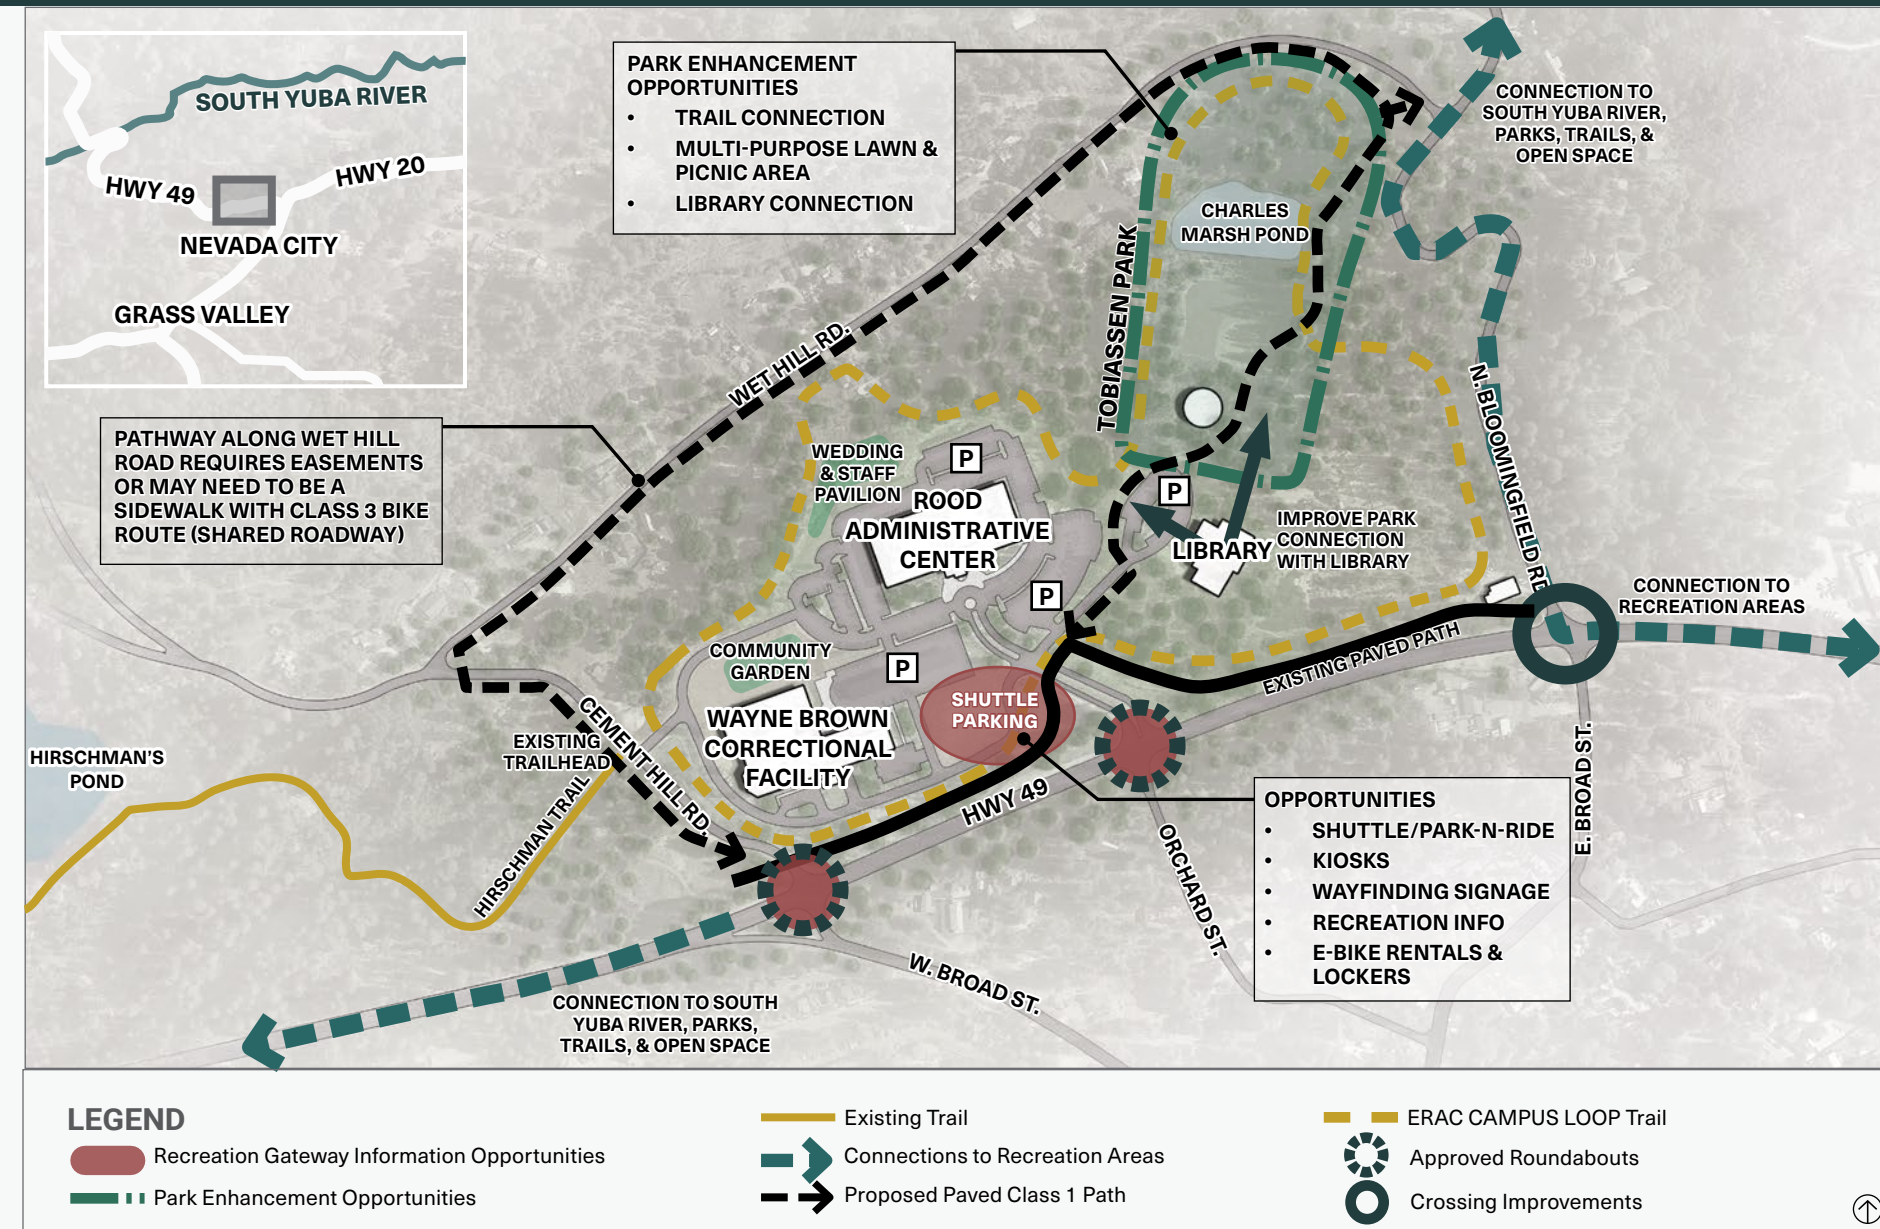 SOUTH YUBA RIVER
HWY 49
HWY 20
NEVADA CITY
GRASS VALLEY
PARK ENHANCEMENT
OPPORTUNITIES
• TRAIL CONNECTION
• MULTI-PURPOSE LAWN &
PICNIC AREA
• LIBRARY CONNECTION
CONNECTION TO
SOUTH YUBA RIVER,
PARKS, TRAILS, &
OPEN SPACE
CHARLES
MARSH POND
TOBIASSEN PARK
WET HILL RD.
N. BLOOMINGFIELD RD.
PATHWAY ALONG WET HILL
ROAD REQUIRES EASEMENTS
OR MAY NEED TO BE A
SIDEWALK WITH CLASS 3 BIKE
ROUTE (SHARED ROADWAY)
WEDDING
& STAFF
PAVILION
P
ROOD
ADMINISTRATIVE
CENTER
P
LIBRARY
IMPROVE PARK
CONNECTION
WITH LIBRARY
P
CONNECTION TO
RECREATION AREAS
EXISTING PAVED PATH
COMMUNITY
GARDEN
P
SHUTTLE
PARKING
WAYNE BROWN
CORRECTIONAL
FACILITY
CEMENT HILL RD.
EXISTING
TRAILHEAD
HIRSCHMAN'S
POND
HIRSCHMAN TRAIL
HWY 49
ORCHARD ST.
E. BROAD ST.
W. BROAD ST.
OPPORTUNITIES
• SHUTTLE/PARK-N-RIDE
• KIOSKS
• WAYFINDING SIGNAGE
• RECREATION INFO
• E-BIKE RENTALS &
LOCKERS
CONNECTION TO SOUTH
YUBA RIVER, PARKS,
TRAILS, & OPEN SPACE
LEGEND
Recreation Gateway Information Opportunities
Park Enhancement Opportunities
Existing Trail
Connections to Recreation Areas
Proposed Paved Class 1 Path
ERAC CAMPUS LOOP Trail
Approved Roundabouts
Crossing Improvements